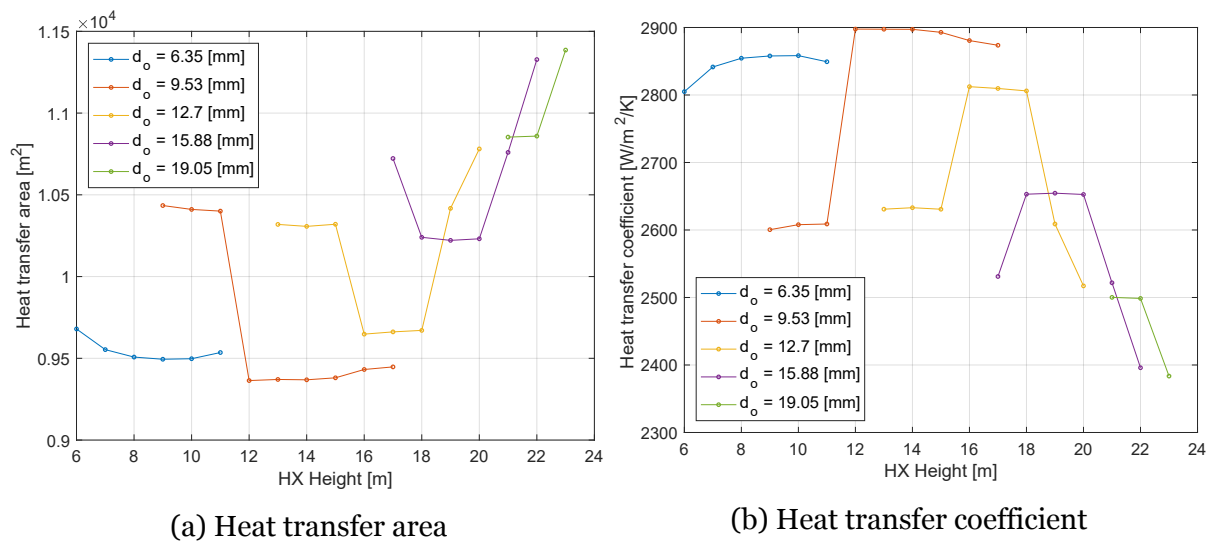 ×10^4
1.15
1.1
1.05
1
0.95
0.9
Heat transfer area [m^2]
d_o = 6.35 [mm]
d_o = 9.53 [mm]
d_o = 12.7 [mm]
d_o = 15.88 [mm]
d_o = 19.05 [mm]
6 8 10 12 14 16 18 20 22 24
HX Height [m]
(a) Heat transfer area
2900
2800
2700
2600
2500
2400
2300
Heat transfer coefficient [W/m^2/K]
d_o = 6.35 [mm]
d_o = 9.53 [mm]
d_o = 12.7 [mm]
d_o = 15.88 [mm]
d_o = 19.05 [mm]
6 8 10 12 14 16 18 20 22 24
HX Height [m]
(b) Heat transfer coefficient